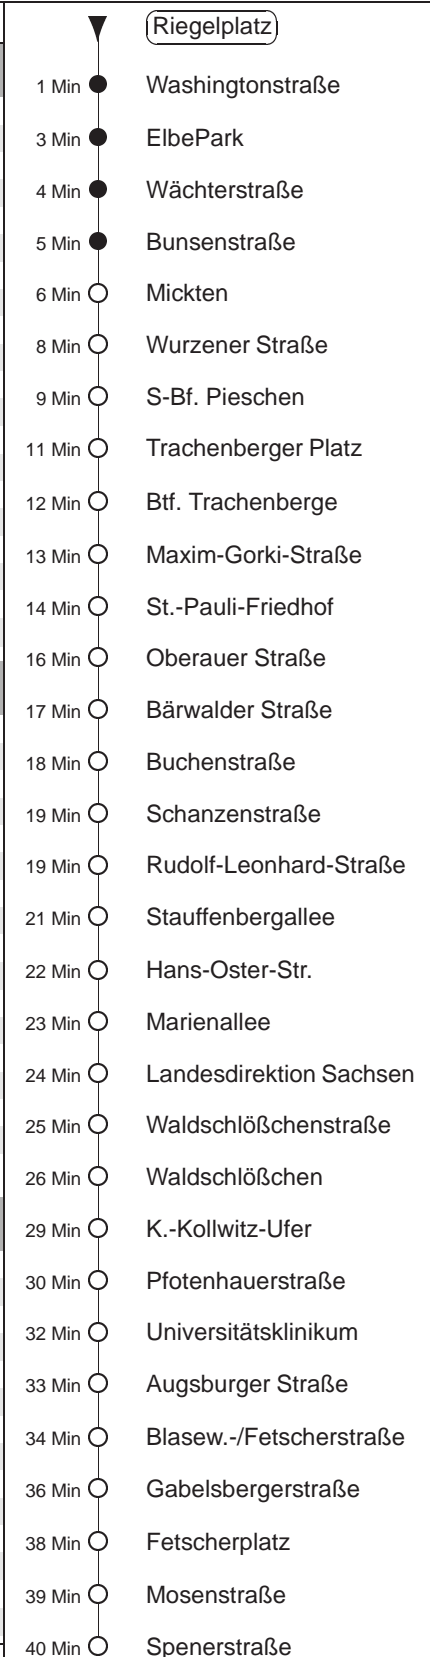 Riegelplatz
1 Min Washingtonstraße
3 Min ElbePark
4 Min Wächterstraße
5 Min Bunsenstraße
6 Min Mickten
8 Min Wurzener Straße
9 Min S-Bf. Pieschen
11 Min Trachenberger Platz
12 Min Btf. Trachenberge
13 Min Maxim-Gorki-Straße
14 Min St.-Pauli-Friedhof
16 Min Oberauer Straße
17 Min Bärwalder Straße
18 Min Buchenstraße
19 Min Schanzenstraße
19 Min Rudolf-Leonhard-Straße
21 Min Stauffenbergallee
22 Min Hans-Oster-Str.
23 Min Marienallee
24 Min Landesdirektion Sachsen
25 Min Waldschlößchenstraße
26 Min Waldschlößchen
29 Min K.-Kollwitz-Ufer
30 Min Pfotenhauerstraße
32 Min Universitätsklinikum
33 Min Augsburger Straße
34 Min Blasew.-/Fetscherstraße
36 Min Gabelsbergerstraße
38 Min Fetscherplatz
39 Min Mosenstraße
40 Min Spenerstraße